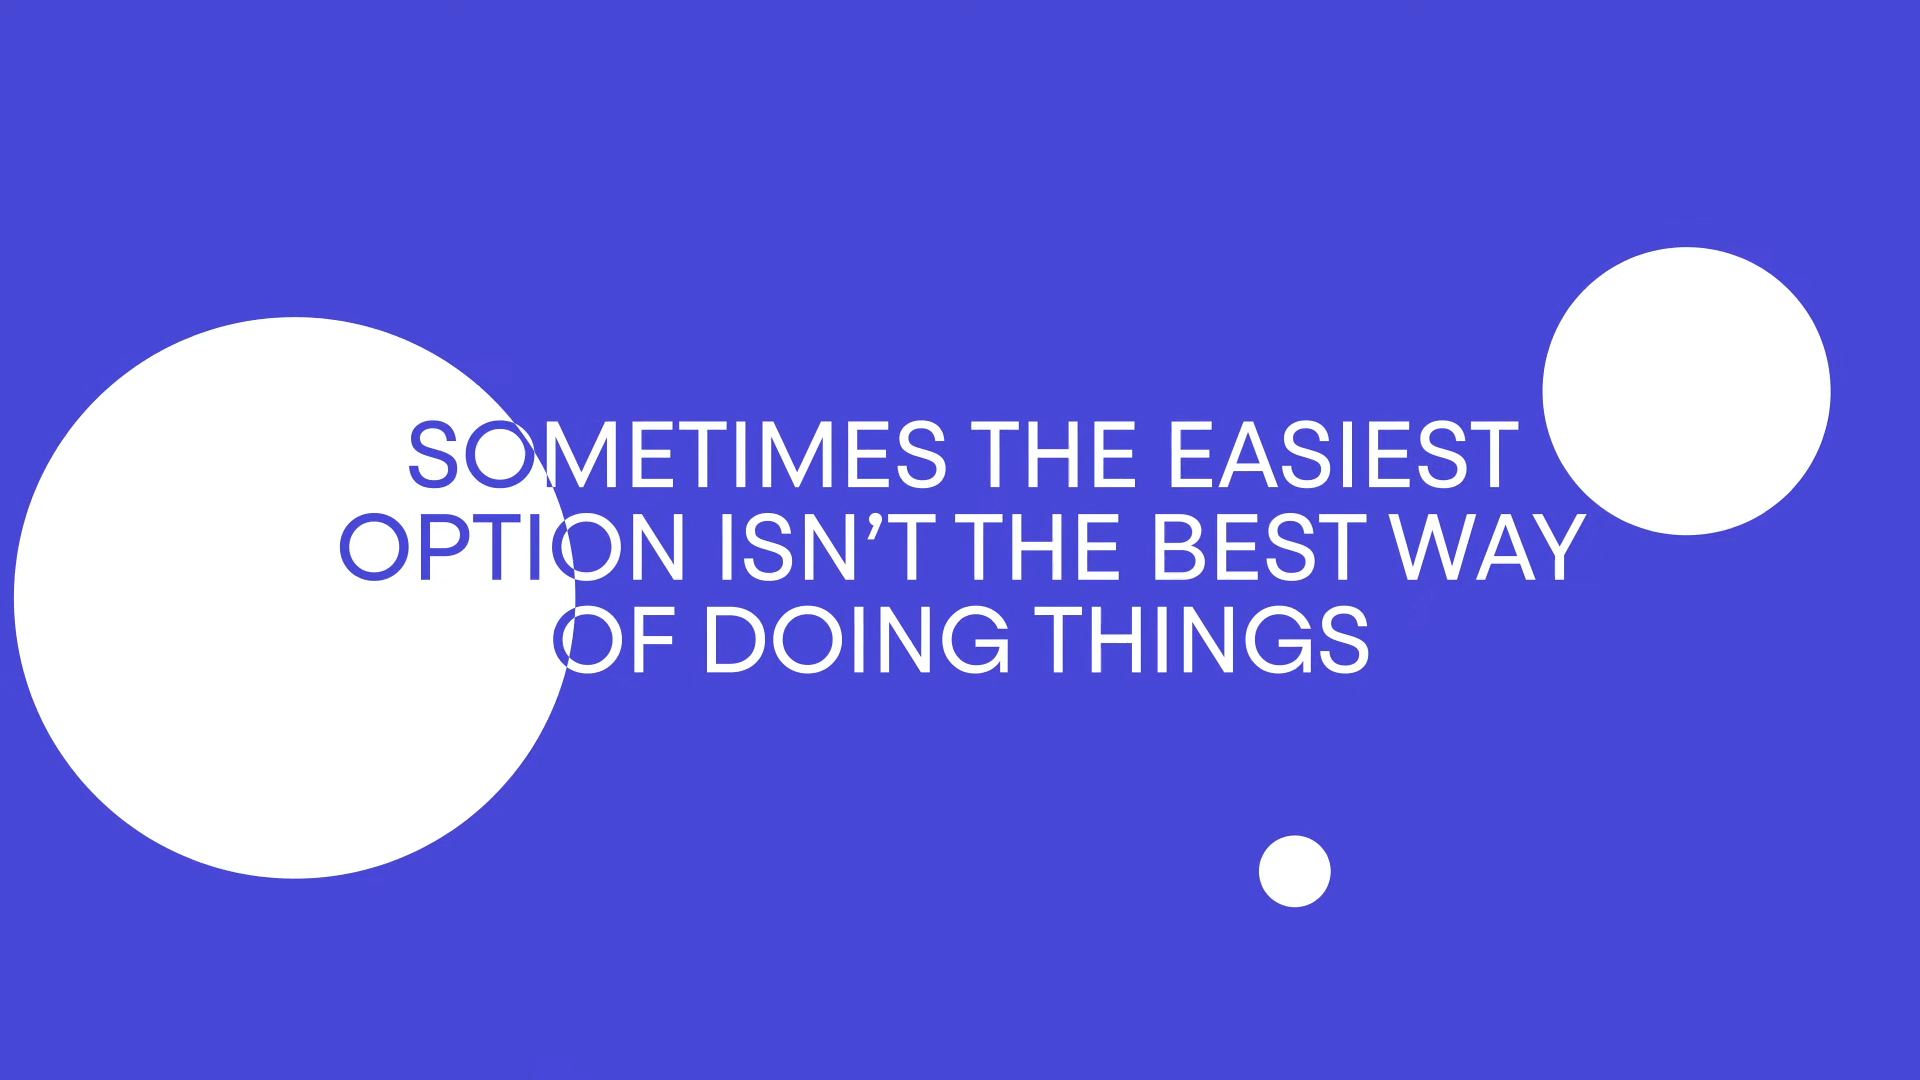 SOMETIMES THE EASIEST
OPTION ISN’T THE BEST WAY
OF DOING THINGS